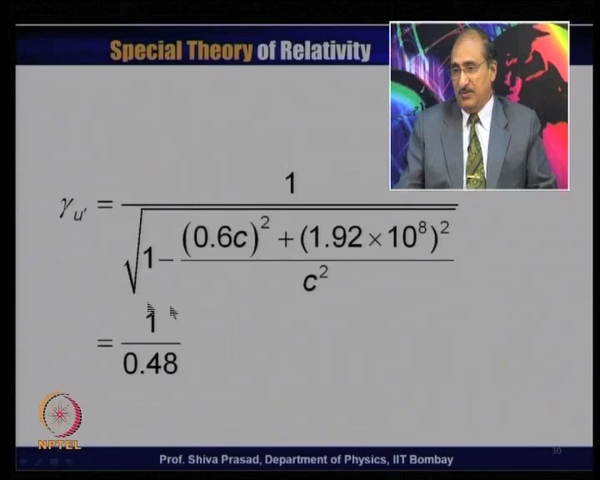 Special Theory of Relativity
γ_u' = 1 / √(1 − ((0.6c)² + (1.92×10⁸)²) / c²)
= 1 / 0.48
NPTEL
Prof. Shiva Prasad, Department of Physics, IIT Bombay
10